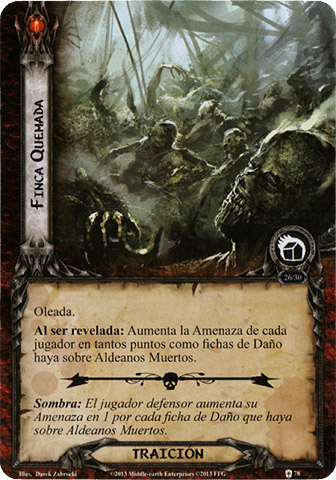 FINCA QUEMADA
26/30
Oleada.
Al ser revelada: Aumenta la Amenaza de cada
jugador en tantos puntos como fichas de Daño
haya sobre Aldeanos Muertos.
Sombra: El jugador defensor aumenta su
Amenaza en 1 por cada ficha de Daño que haya
sobre Aldeanos Muertos.
TRAICIÓN
Illus. Darek Zabrocki
©2013 Middle-earth Enterprises ©2013 FFG
78